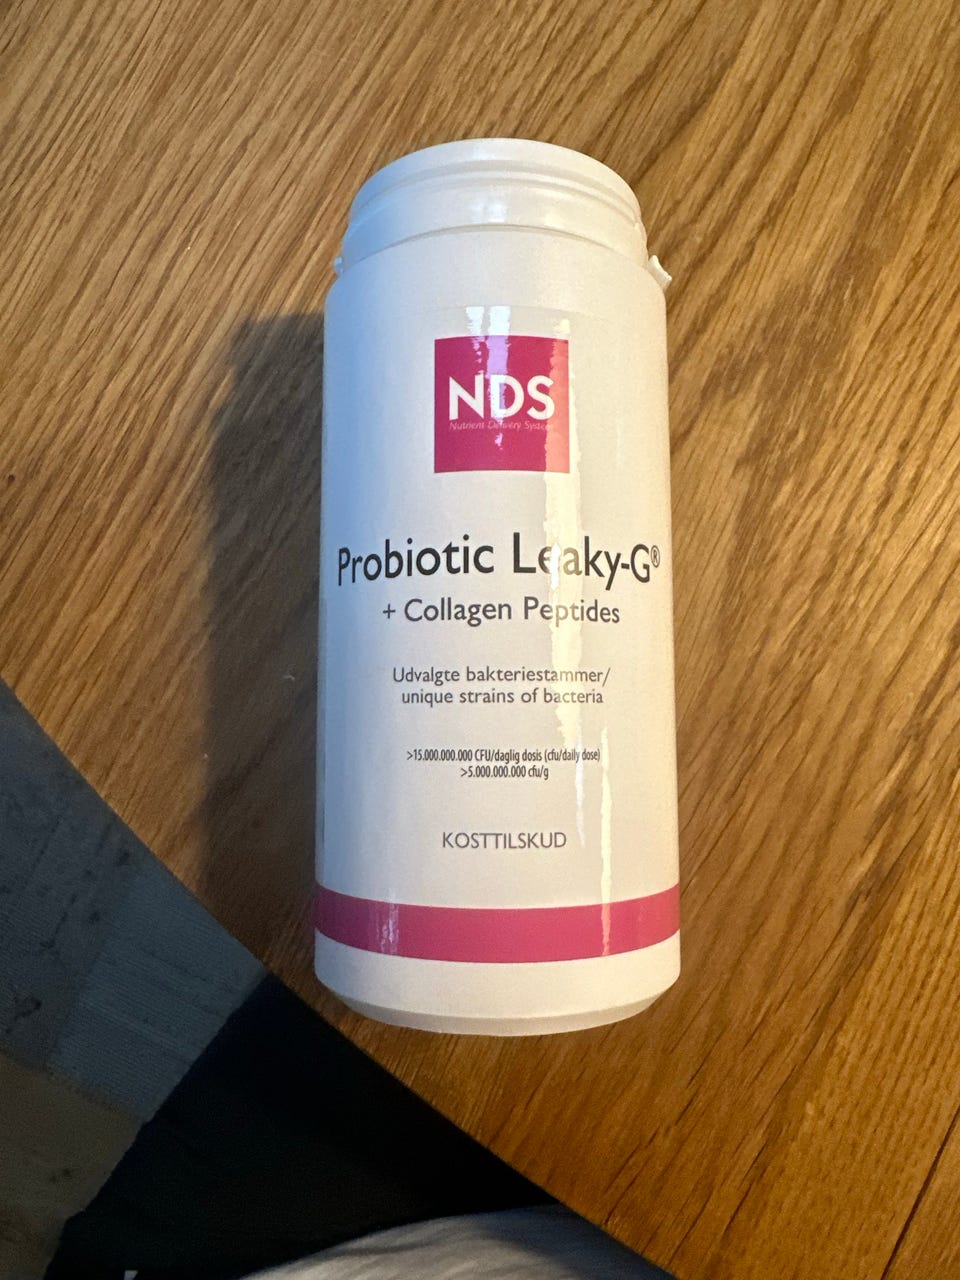 NDS
Nutrient Delivery System
Probiotic Leaky-G®
+ Collagen Peptides
Udvalgte bakteriestammer/
unique strains of bacteria
>15.000.000.000 CFU/daglig dosis (cfu/daily dose)
>5.000.000.000 cfu/g
KOSTTILSKUD